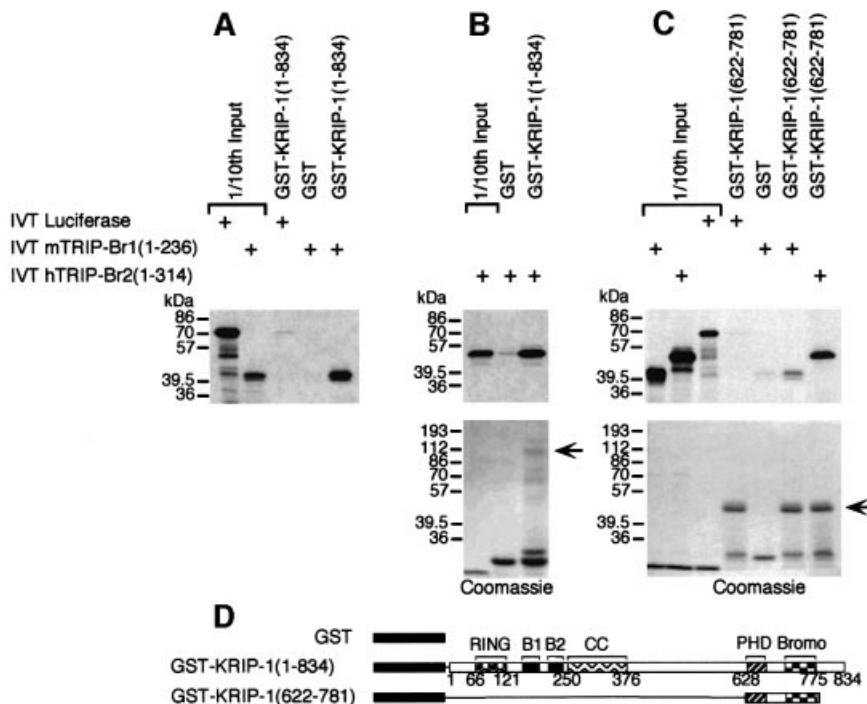 A B C
1/10th Input
GST-KRIP-1(1-834)
GST
GST-KRIP-1(1-834)
1/10th Input
GST
GST-KRIP-1(1-834)
1/10th Input
GST-KRIP-1(622-781)
GST
GST-KRIP-1(622-781)
GST-KRIP-1(622-781)
IVT Luciferase + + + +
IVT mTRIP-Br1(1-236) + + + + + +
IVT hTRIP-Br2(1-314) + + + + +
kDa kDa kDa
86 86 86
70 70 70
57 57 57
39.5 39.5 39.5
36 36 36
193 193
112 112
86 86
70 70
57 57
39.5 39.5
36 36
Coomassie Coomassie
D
GST
RING B1 B2 CC PHD Bromo
GST-KRIP-1(1-834)
1 66 121 250 376 628 775 834
GST-KRIP-1(622-781)